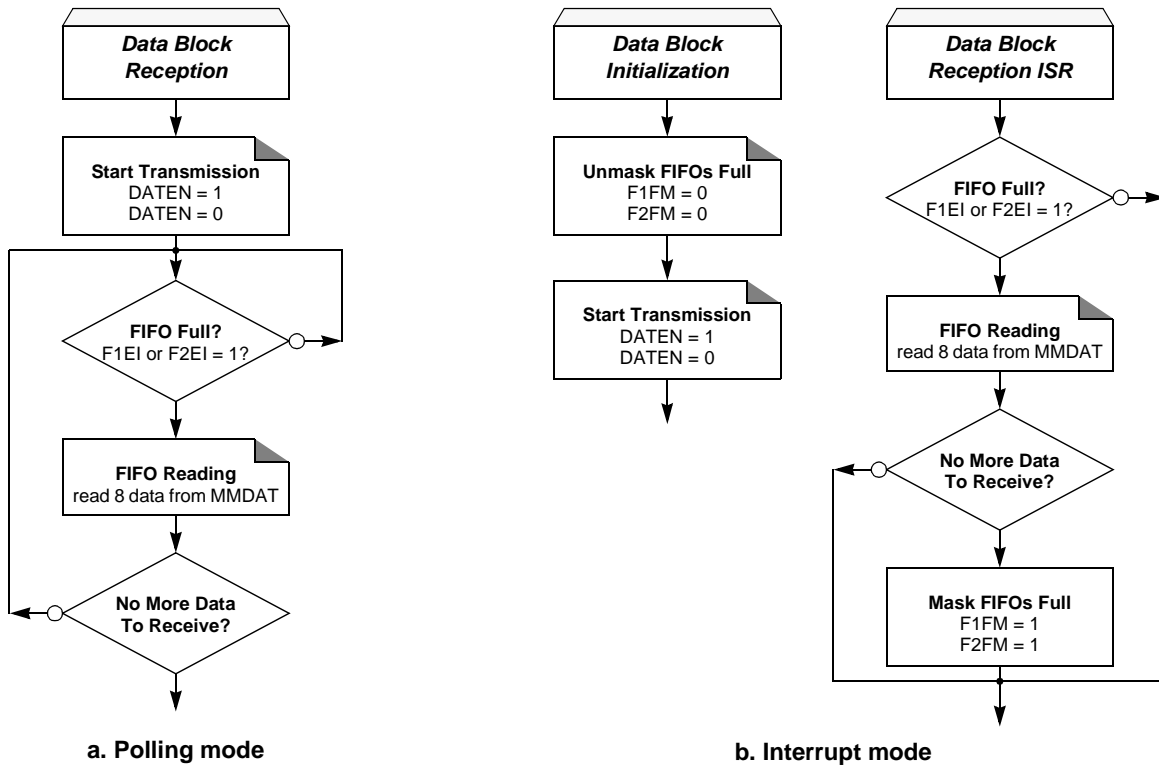 Data Block
Reception
Start Transmission
DATEN = 1
DATEN = 0
FIFO Full?
F1EI or F2EI = 1?
FIFO Reading
read 8 data from MMDAT
No More Data
To Receive?
a. Polling mode
Data Block
Initialization
Unmask FIFOs Full
F1FM = 0
F2FM = 0
Start Transmission
DATEN = 1
DATEN = 0
Data Block
Reception ISR
FIFO Full?
F1EI or F2EI = 1?
FIFO Reading
read 8 data from MMDAT
No More Data
To Receive?
Mask FIFOs Full
F1FM = 1
F2FM = 1
b. Interrupt mode